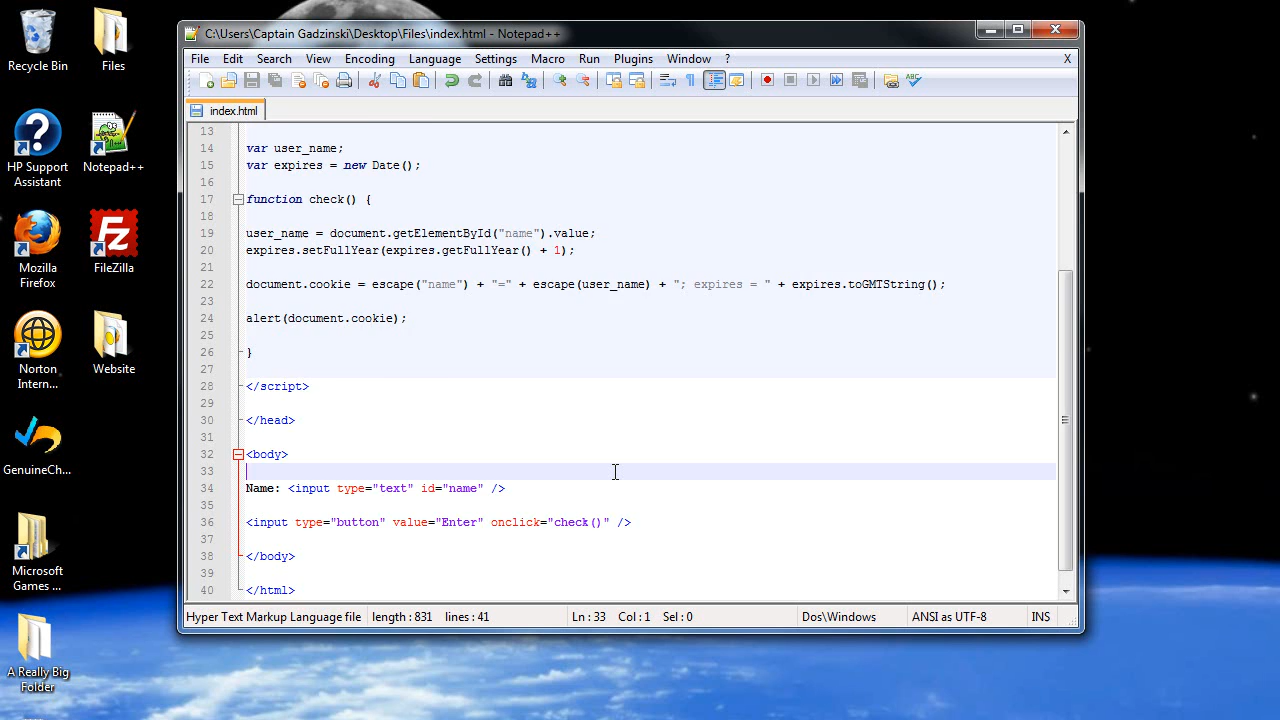 C:\Users\Captain Gadzinski\Desktop\Files\index.html - Notepad++
File Edit Search View Encoding Language Settings Macro Run Plugins Window ? X
index.html
13
14 var user_name;
15 var expires = new Date();
16
17 function check() {
18
19 user_name = document.getElementById("name").value;
20 expires.setFullYear(expires.getFullYear() + 1);
21
22 document.cookie = escape("name") + "=" + escape(user_name) + "; expires = " + expires.toGMTString();
23
24 alert(document.cookie);
25
26 }
27
28 </script>
29
30 </head>
31
32 <body>
33
34 Name: <input type="text" id="name" />
35
36 <input type="button" value="Enter" onclick="check()" />
37
38 </body>
39
40 </html>
Hyper Text Markup Language file length : 831 lines : 41 Ln : 33 Col : 1 Sel : 0 Dos\Windows ANSI as UTF-8 INS
Recycle Bin
Files
HP Support
Assistant
Notepad++
Mozilla
Firefox
FileZilla
Norton
Intern...
Website
GenuineCh...
Microsoft
Games ...
A Really Big
Folder